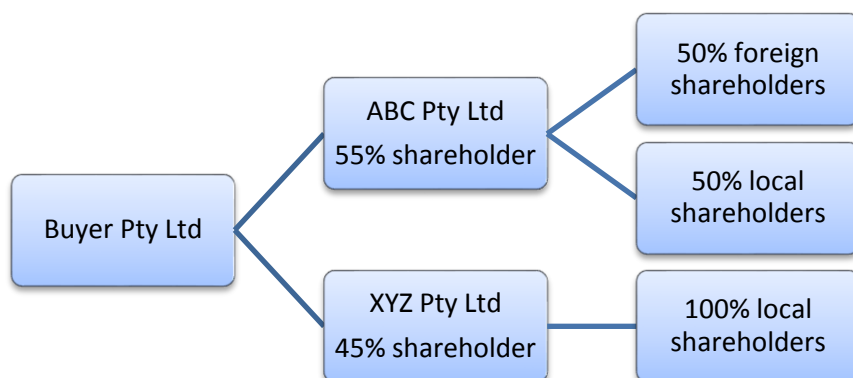 Buyer Pty Ltd
ABC Pty Ltd
55% shareholder
50% foreign
shareholders
50% local
shareholders
XYZ Pty Ltd
45% shareholder
100% local
shareholders